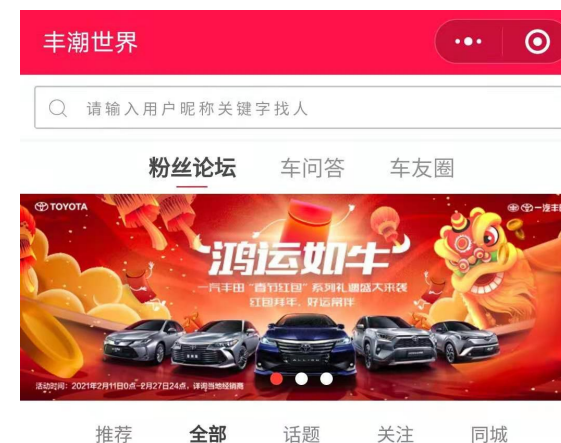 丰潮世界
请输入用户昵称关键字找人
粉丝论坛 车问答 车友圈
TOYOTA 一汽丰田
鸿运如牛
一汽丰田“春节红包”系列礼遇盛大来袭
红包拜年、好运常伴
活动时间：2021年2月11日0点-2月27日24点，详询当地经销商
推荐 全部 话题 关注 同城